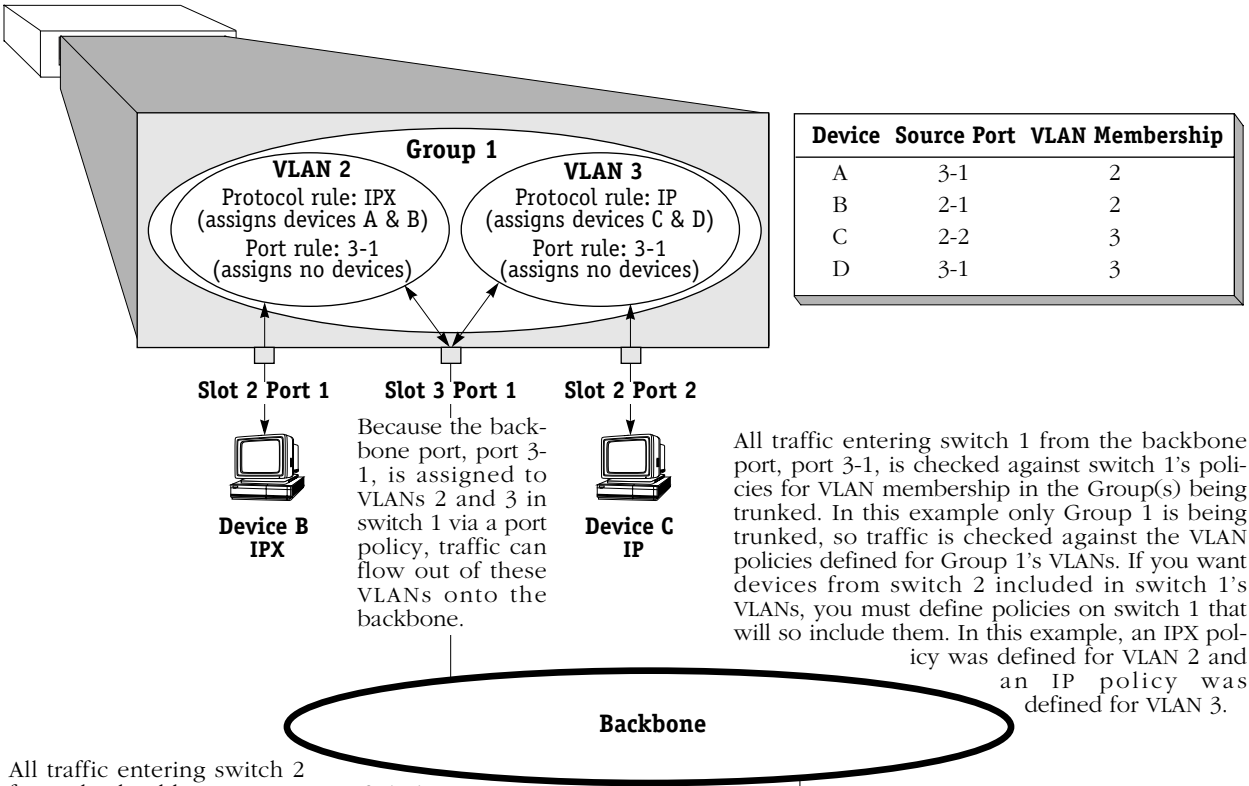 Group 1
VLAN 2
Protocol rule: IPX
(assigns devices A & B)
Port rule: 3-1
(assigns no devices)
VLAN 3
Protocol rule: IP
(assigns devices C & D)
Port rule: 3-1
(assigns no devices)
Device Source Port VLAN Membership
A 3-1 2
B 2-1 2
C 2-2 3
D 3-1 3
Slot 2 Port 1
Slot 3 Port 1
Slot 2 Port 2
Device B
IPX
Because the back-
bone port, port 3-
1, is assigned to
VLANs 2 and 3 in
switch 1 via a port
policy, traffic can
flow out of these
VLANs onto the
backbone.
Device C
IP
All traffic entering switch 1 from the backbone
port, port 3-1, is checked against switch 1's poli-
cies for VLAN membership in the Group(s) being
trunked. In this example only Group 1 is being
trunked, so traffic is checked against the VLAN
policies defined for Group 1's VLANs. If you want
devices from switch 2 included in switch 1's
VLANs, you must define policies on switch 1 that
will so include them. In this example, an IPX pol-
icy was defined for VLAN 2 and
an IP policy was
defined for VLAN 3.
Backbone
All traffic entering switch 2